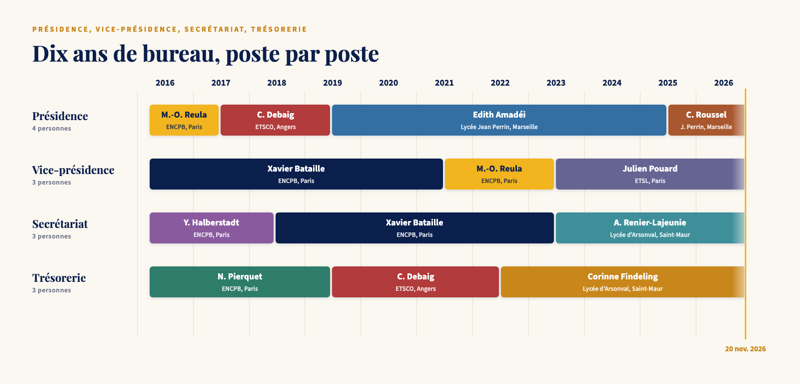 PRÉSIDENCE, VICE-PRÉSIDENCE, SECRÉTARIAT, TRÉSORERIE
Dix ans de bureau, poste par poste
2016 2017 2018 2019 2020 2021 2022 2023 2024 2025 2026
Présidence
4 personnes
M.-O. Reula
ENCPB, Paris
C. Debaig
ETSCO, Angers
Edith Amadéi
Lycée Jean Perrin, Marseille
C. Roussel
J. Perrin, Marseille
Vice-présidence
3 personnes
Xavier Bataille
ENCPB, Paris
M.-O. Reula
ENCPB, Paris
Julien Pouard
ETSL, Paris
Secrétariat
3 personnes
Y. Halberstadt
ENCPB, Paris
Xavier Bataille
ENCPB, Paris
A. Renier-Lajeunie
Lycée d'Arsonval, Saint-Maur
Trésorerie
3 personnes
N. Pierquet
ENCPB, Paris
C. Debaig
ETSCO, Angers
Corinne Findeling
Lycée d'Arsonval, Saint-Maur
20 nov. 2026